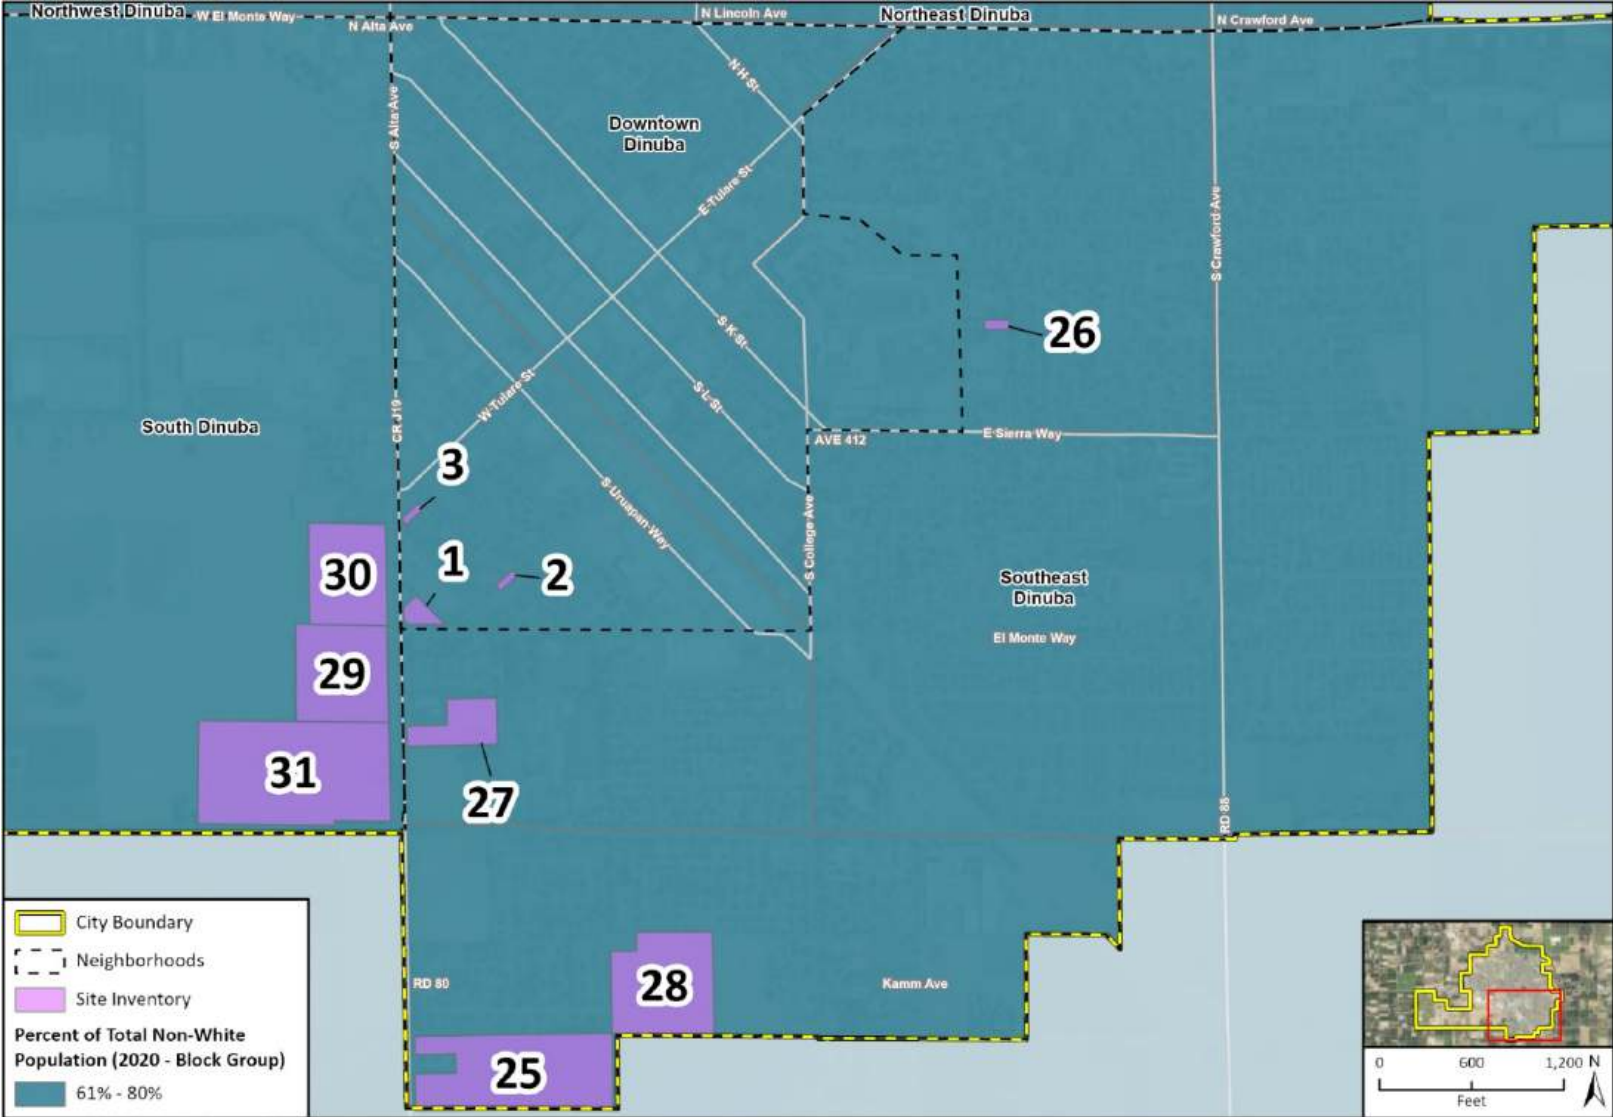 Northwest Dinuba
W El Monte Way
N Alta Ave
N Lincoln Ave
Northeast Dinuba
N Crawford Ave
N H St
S Alta Ave
Downtown
Dinuba
E Tulare St
S Crawford Ave
26
S K St
S L St
W Tulare St
CR J19
South Dinuba
AVE 412
E Sierra Way
3
S Uruapan Way
S College Ave
30
1
2
Southeast
Dinuba
El Monte Way
29
31
27
RD 88
City Boundary
Neighborhoods
Site Inventory
Percent of Total Non-White
Population (2020 - Block Group)
61% - 80%
RD 80
28
Kamm Ave
25
0 600 1,200
Feet
N